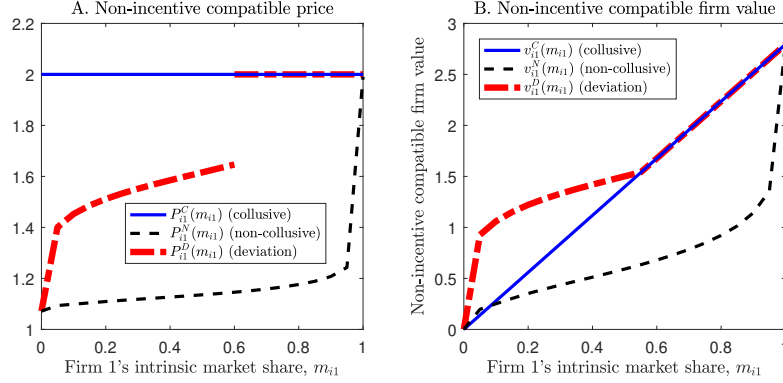 A. Non-incentive compatible price
2
1.8
1.6
1.4
1.2
1
P^C_{i1}(m_{i1}) (collusive)
P^N_{i1}(m_{i1}) (non-collusive)
P^D_{i1}(m_{i1}) (deviation)
0 0.2 0.4 0.6 0.8 1
Firm 1's intrinsic market share, m_{i1}
B. Non-incentive compatible firm value
Non-incentive compatible firm value
3
2.5
2
1.5
1
0.5
0
v^C_{i1}(m_{i1}) (collusive)
v^N_{i1}(m_{i1}) (non-collusive)
v^D_{i1}(m_{i1}) (deviation)
0 0.2 0.4 0.6 0.8 1
Firm 1's intrinsic market share, m_{i1}